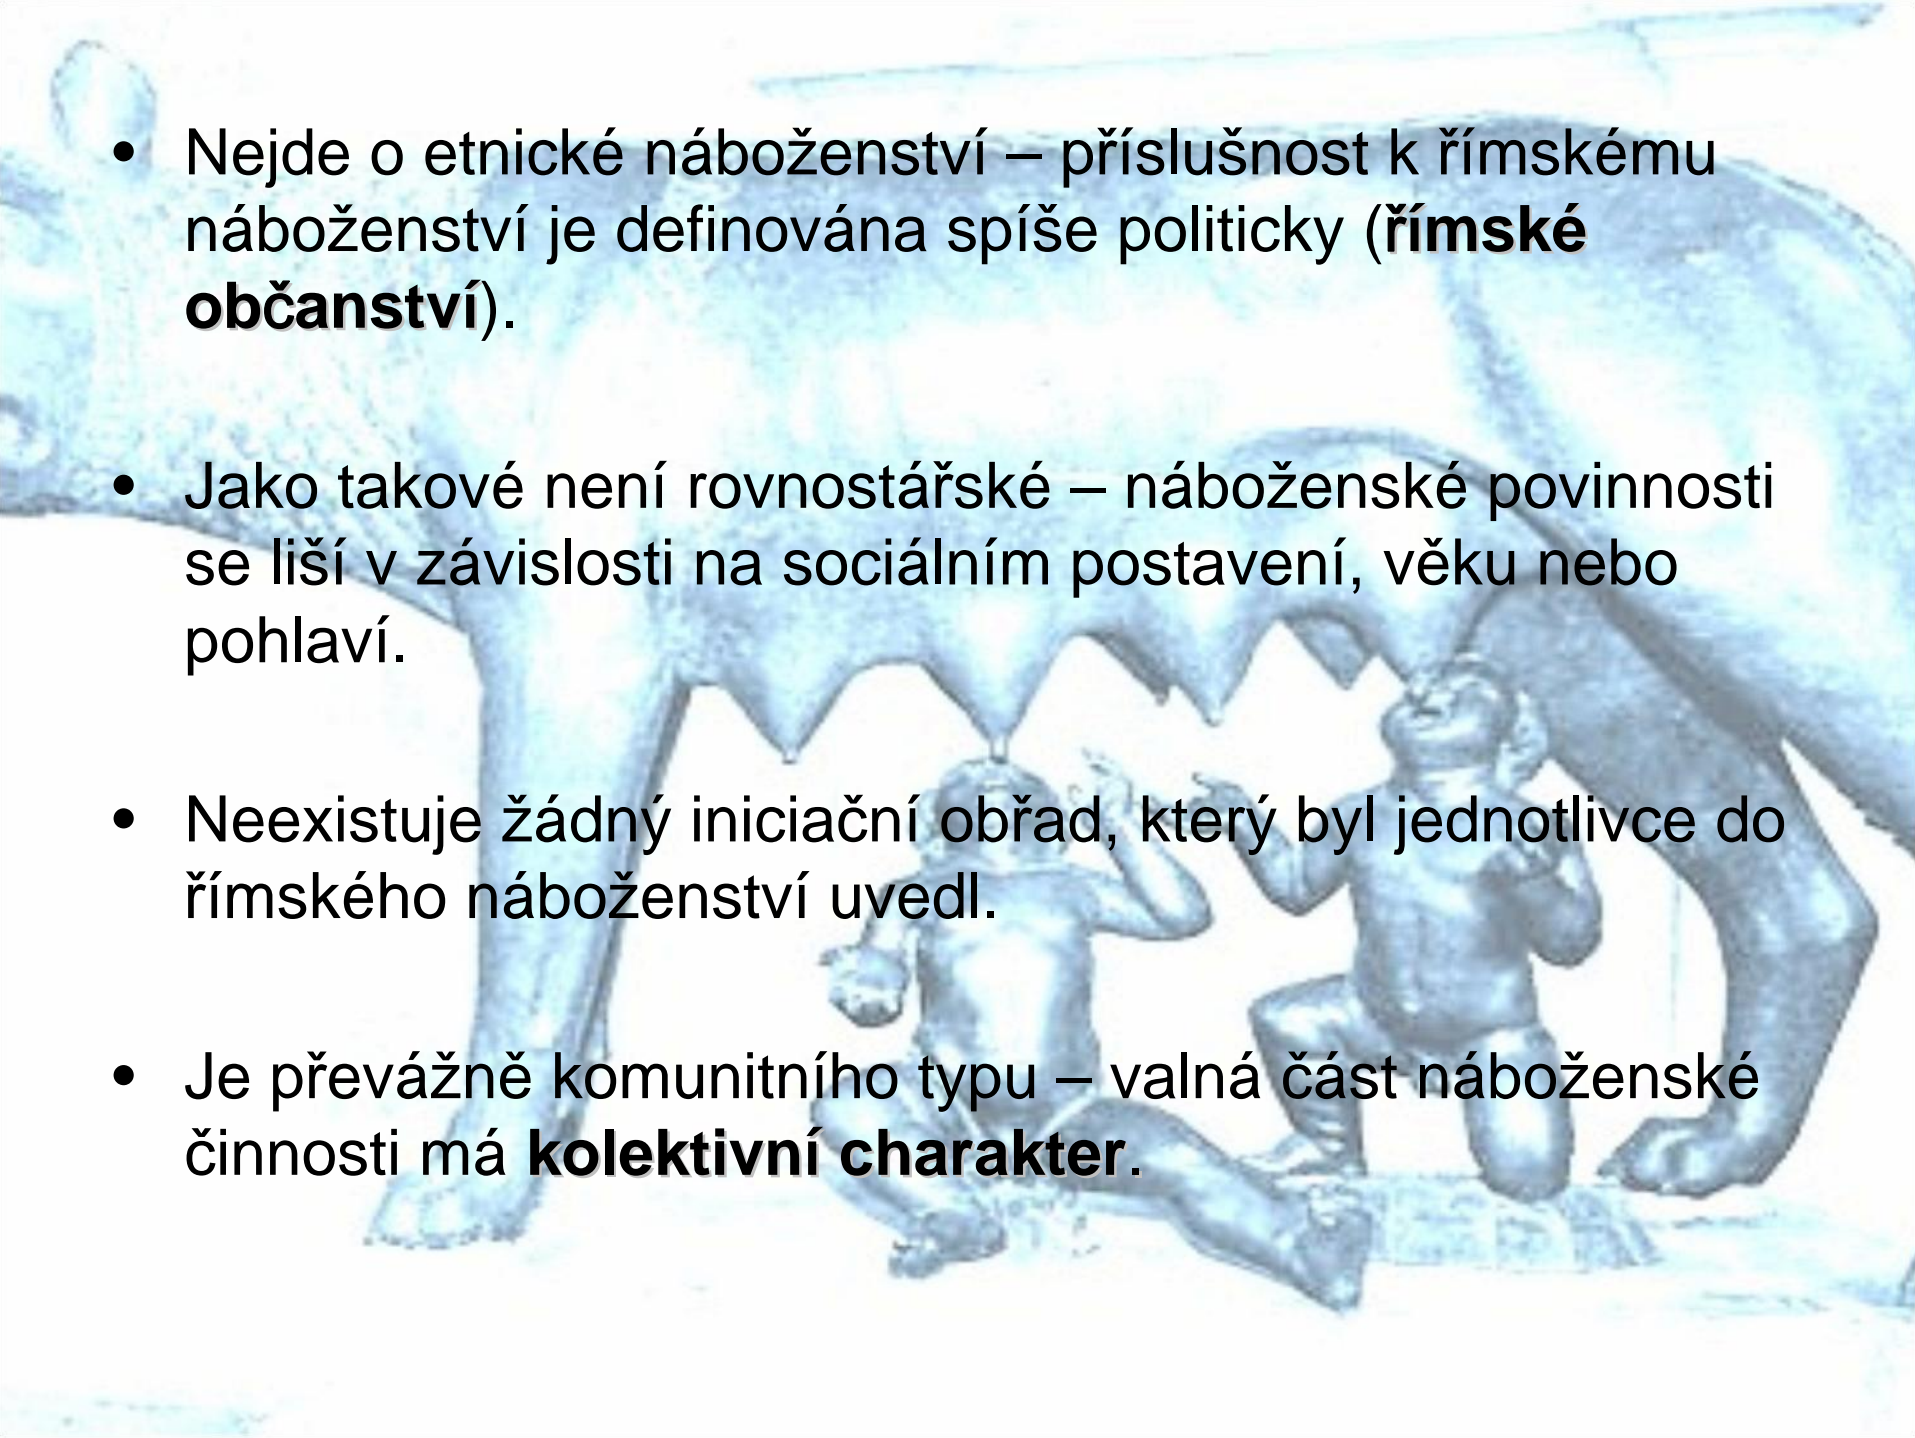 • Nejde o etnické náboženství – příslušnost k římskému
náboženství je definována spíše politicky (římské
občanství).
• Jako takové není rovnostářské – náboženské povinnosti
se liší v závislosti na sociálním postavení, věku nebo
pohlaví.
• Neexistuje žádný iniciační obřad, který byl jednotlivce do
římského náboženství uvedl.
• Je převážně komunitního typu – valná část náboženské
činnosti má kolektivní charakter.